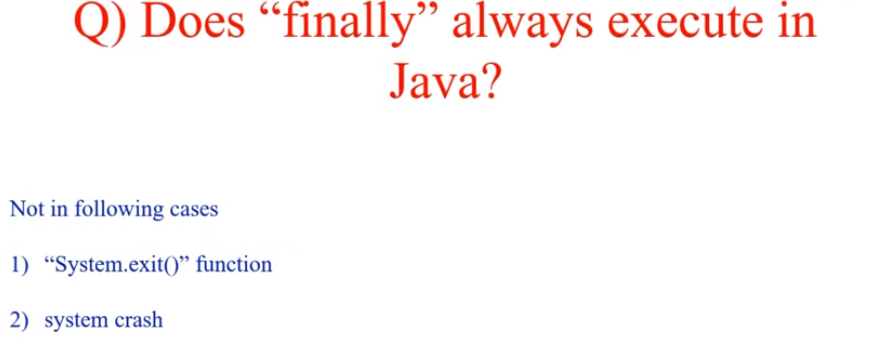 Q) Does “finally” always execute in
Java?
Not in following cases
1) “System.exit()” function
2) system crash